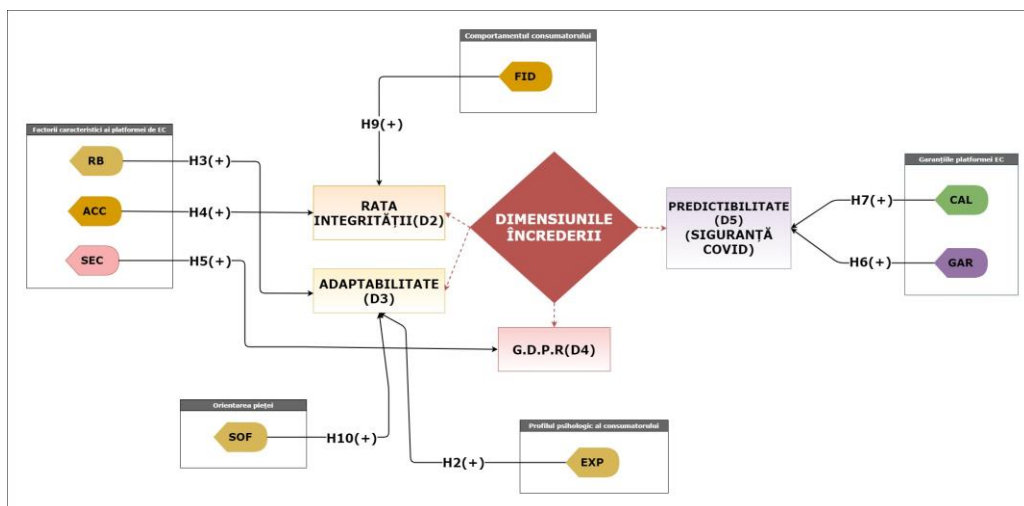 Comportamentul consumatorului
FID
H9(+)
Factorii caracteristici ai platformei de EC
RB
H3(+)
ACC
H4(+)
SEC
H5(+)
RATA
INTEGRITĂȚII(D2)
DIMENSIUNILE
ÎNCREDERII
PREDICTIBILITATE
(D5)
(SIGURANȚĂ
COVID)
Garanțiile platformei EC
H7(+)
CAL
H6(+)
GAR
ADAPTABILITATE
(D3)
G.D.P.R(D4)
Orientarea pieței
SOF
H10(+)
Profilul psihologic al consumatorului
H2(+)
EXP